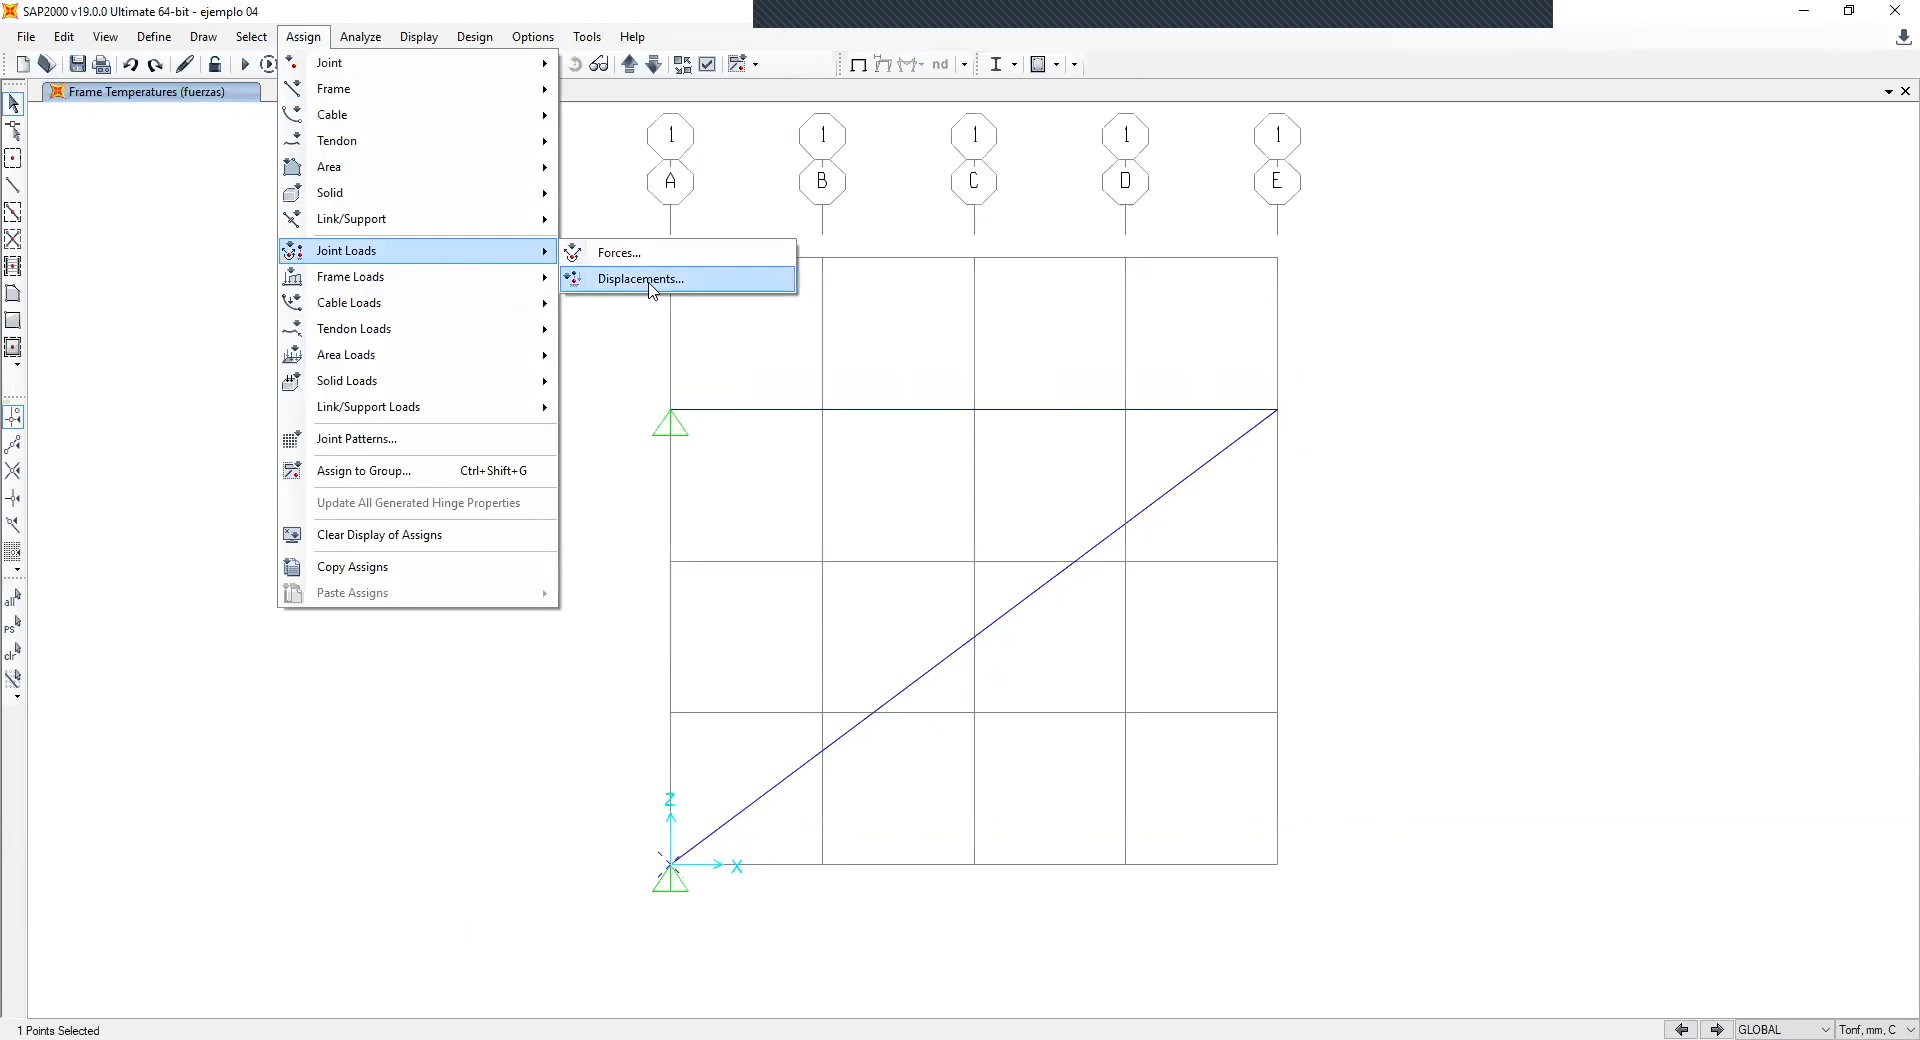 SAP2000 v19.0.0 Ultimate 64-bit - ejemplo 04
File Edit View Define Draw Select Assign Analyze Display Design Options Tools Help
nd
Frame Temperatures (fuerzas)
Joint
Frame
Cable
Tendon
Area
Solid
Link/Support
Joint Loads
Frame Loads
Cable Loads
Tendon Loads
Area Loads
Solid Loads
Link/Support Loads
Joint Patterns...
Assign to Group... Ctrl+Shift+G
Update All Generated Hinge Properties
Clear Display of Assigns
Copy Assigns
Paste Assigns
Forces...
Displacements...
1 1 1 1 1
A B C D E
Z
X
all
PS
clr
1 Points Selected
GLOBAL
Tonf, mm, C